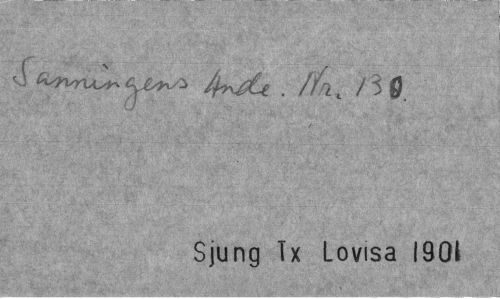 Sanningens Ande. Nr. 130.
Sjung Tx Lovisa 1901